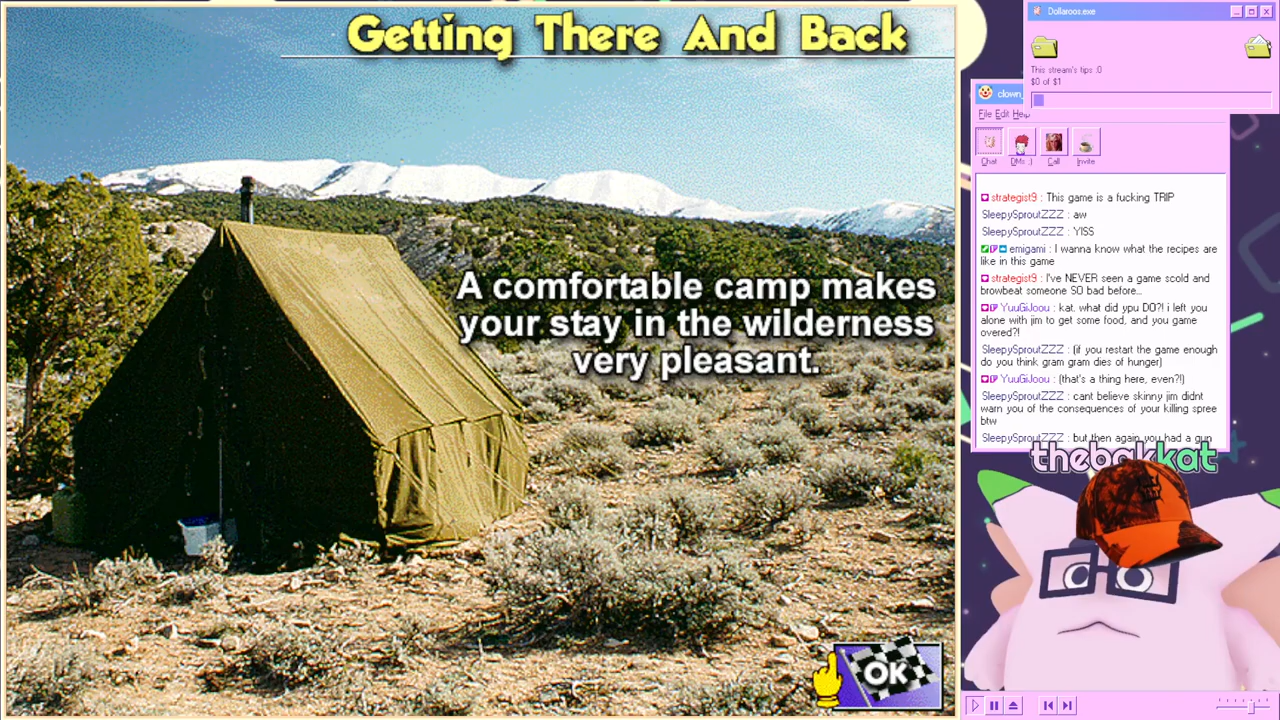 Getting There And Back
A comfortable camp makes
your stay in the wilderness
very pleasant.
OK
Dollaroos.exe
This stream's tips :0
$0 of $1
clown_
File Edit Help
Chat DMs :) Call Invite
strategist9 : This game is a fucking TRIP
SleepySproutZZZ : aw
SleepySproutZZZ : YISS
emigami : I wanna know what the recipes are
like in this game
strategist9 : I've NEVER seen a game scold and
browbeat someone SO bad before...
YuuGiJoou : kat. what did ypu DO?! i left you
alone with jim to get some food, and you game
overed?!
SleepySproutZZZ : (if you restart the game enough
do you think gram gram dies of hunger)
YuuGiJoou : (that's a thing here, even?!)
SleepySproutZZZ : cant believe skinny jim didnt
warn you of the consequences of your killing spree
btw
SleepySproutZZZ : but then again you had a gun
thebakkat